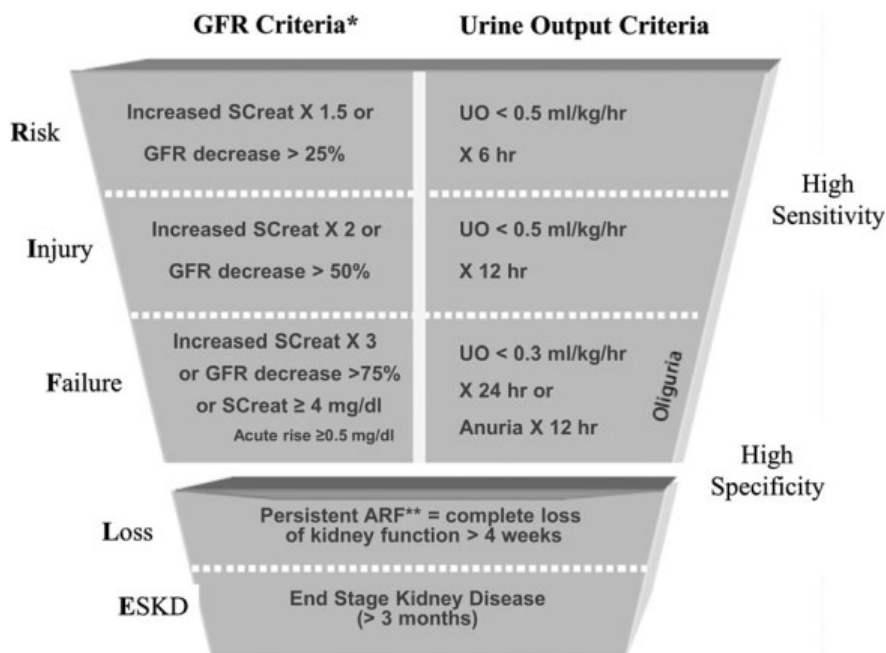 GFR Criteria* Urine Output Criteria
Risk
Increased SCreat X 1.5 or
GFR decrease > 25%
UO < 0.5 ml/kg/hr
X 6 hr
High
Sensitivity
Injury
Increased SCreat X 2 or
GFR decrease > 50%
UO < 0.5 ml/kg/hr
X 12 hr
Failure
Increased SCreat X 3
or GFR decrease >75%
or SCreat ≥ 4 mg/dl
Acute rise ≥0.5 mg/dl
UO < 0.3 ml/kg/hr
X 24 hr or
Anuria X 12 hr
Oliguria
High
Specificity
Loss
Persistent ARF** = complete loss
of kidney function > 4 weeks
ESKD
End Stage Kidney Disease
(> 3 months)